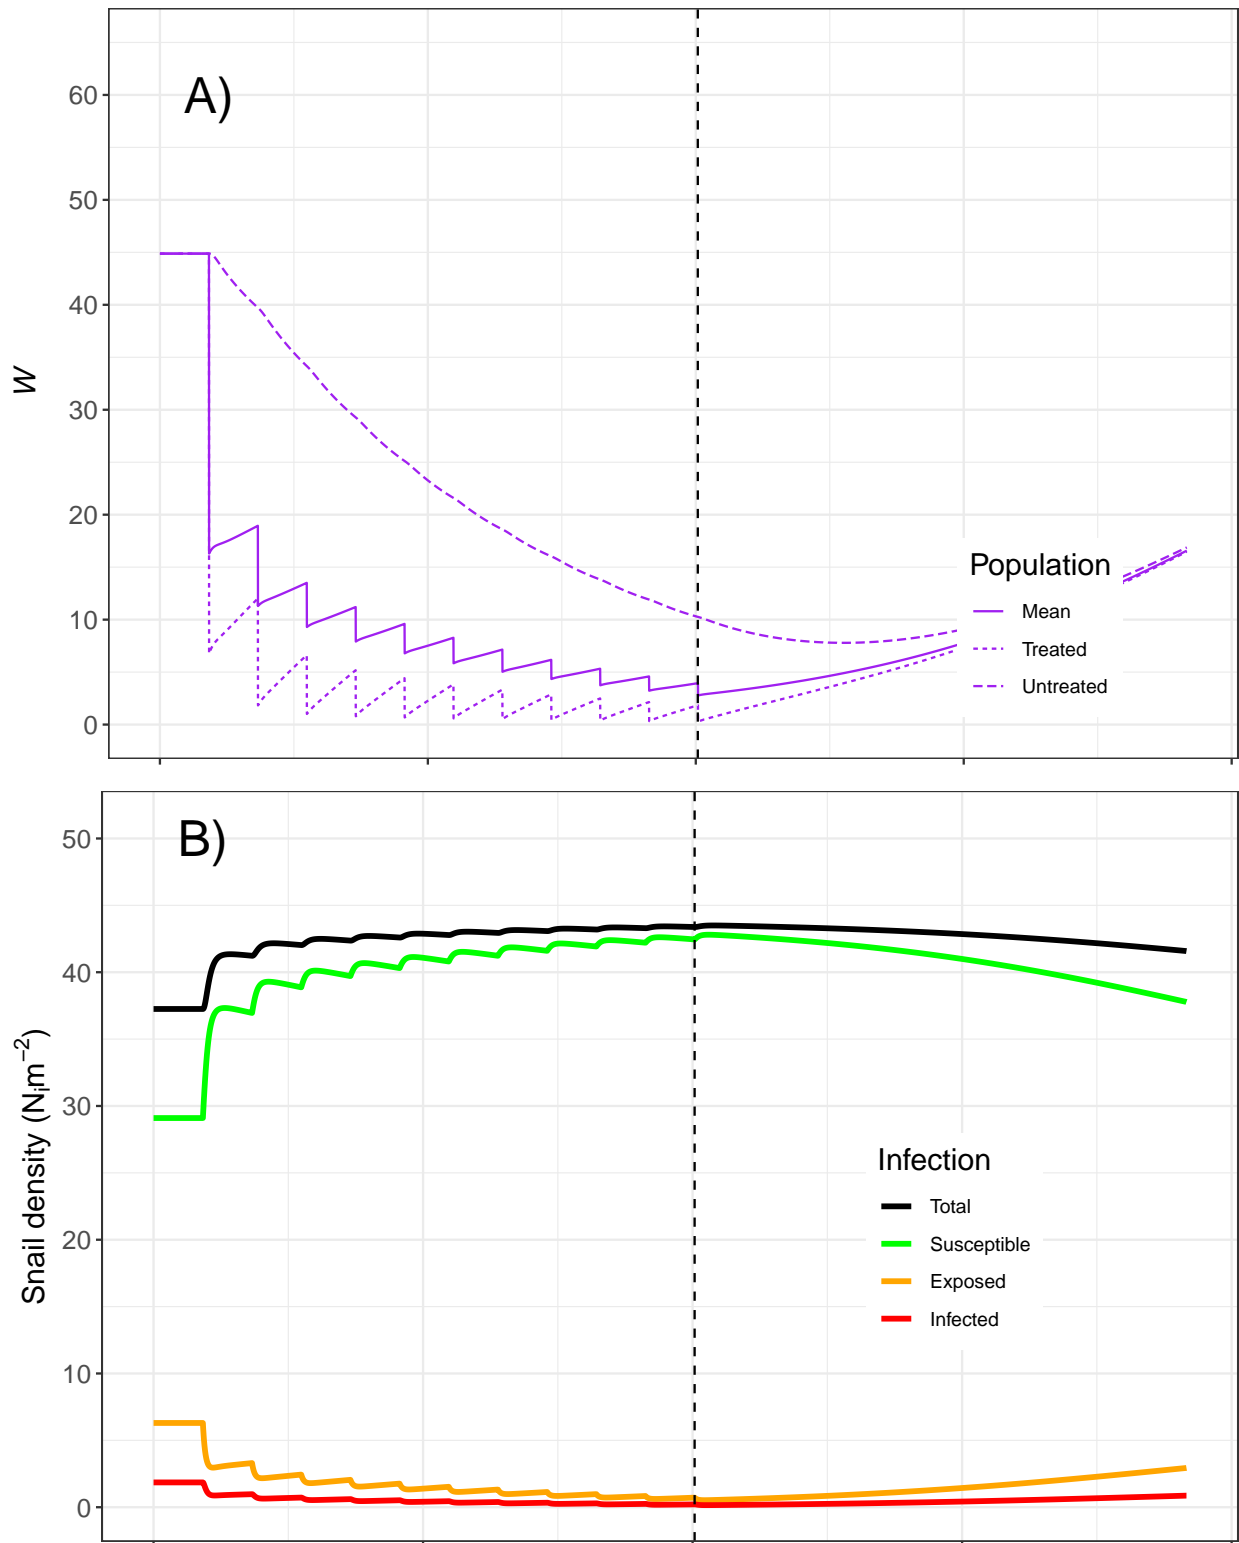 A)
60
50
40
30
20
10
0
W
Population
Mean
Treated
Untreated
B)
50
40
30
20
10
0
Snail density (Nᵢm⁻²)
Infection
Total
Susceptible
Exposed
Infected